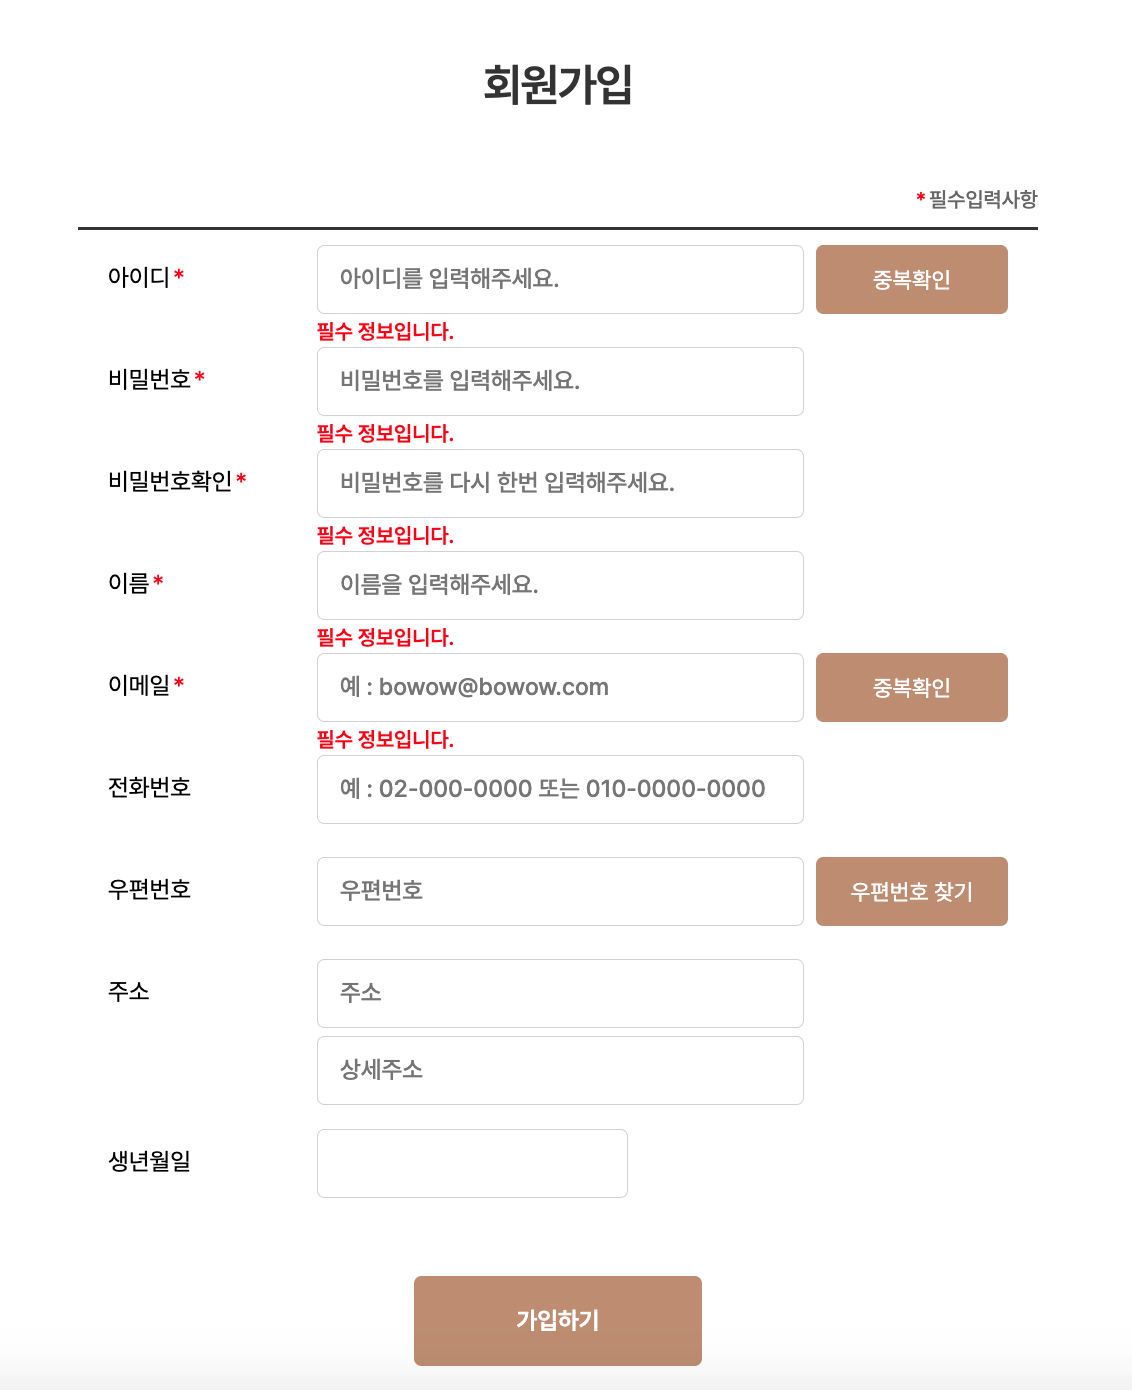 회원가입
* 필수입력사항
아이디* 아이디를 입력해주세요. 중복확인
필수 정보입니다.
비밀번호* 비밀번호를 입력해주세요.
필수 정보입니다.
비밀번호확인* 비밀번호를 다시 한번 입력해주세요.
필수 정보입니다.
이름* 이름을 입력해주세요.
필수 정보입니다.
이메일* 예 : bowow@bowow.com 중복확인
필수 정보입니다.
전화번호 예 : 02-000-0000 또는 010-0000-0000
우편번호 우편번호 우편번호 찾기
주소 주소
상세주소
생년월일
가입하기